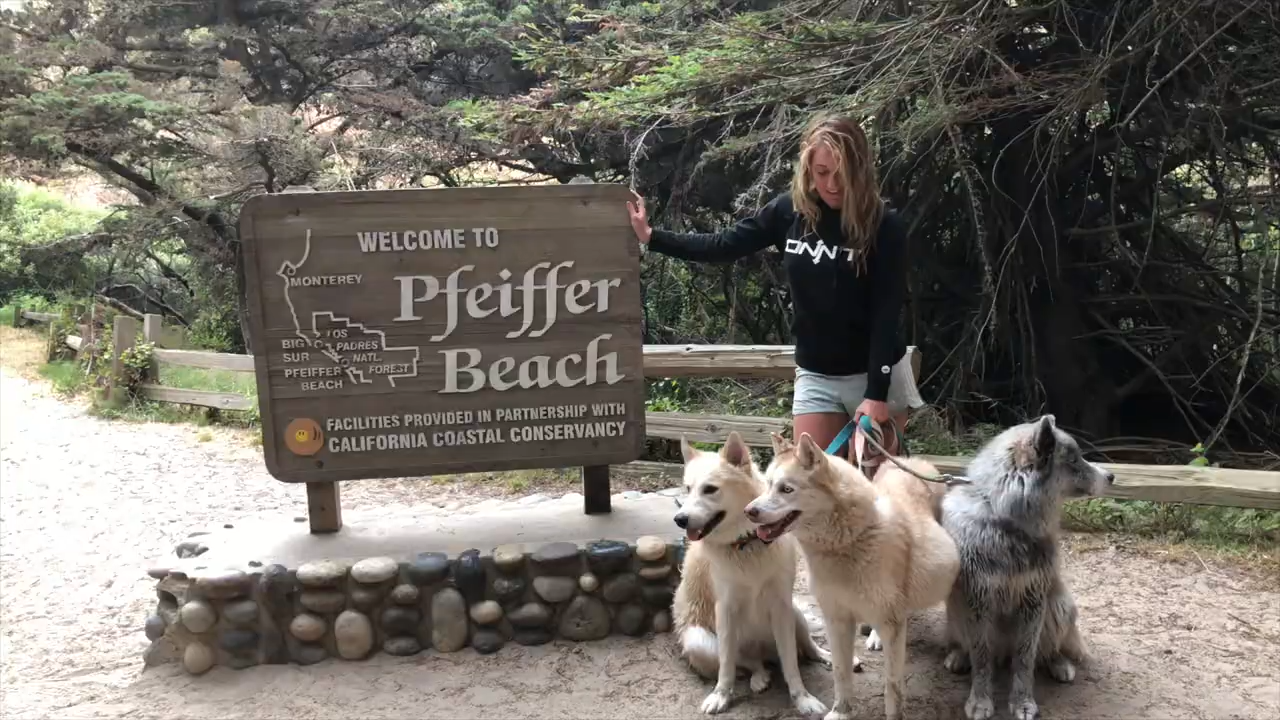 WELCOME TO
Pfeiffer
Beach
MONTEREY
BIG
SUR
PFEIFFER
BEACH
LOS
PADRES
NATL.
FOREST
FACILITIES PROVIDED IN PARTNERSHIP WITH
CALIFORNIA COASTAL CONSERVANCY
ONNIT